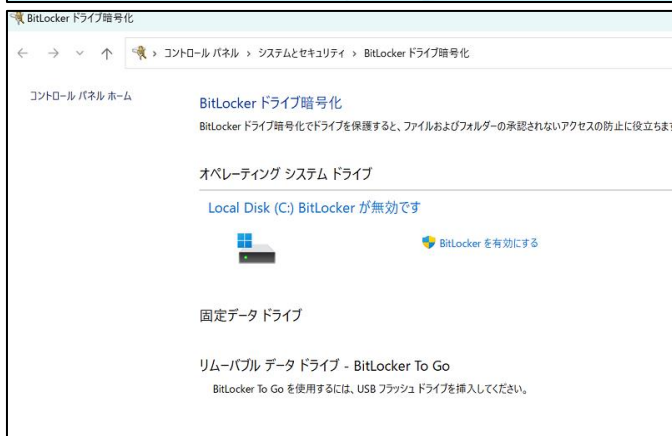 BitLocker ドライブ暗号化
コントロール パネル › システムとセキュリティ › BitLocker ドライブ暗号化
コントロール パネル ホーム
BitLocker ドライブ暗号化
BitLocker ドライブ暗号化でドライブを保護すると、ファイルおよびフォルダーの承認されないアクセスの防止に役立ちます
オペレーティング システム ドライブ
Local Disk (C:) BitLocker が無効です
BitLocker を有効にする
固定データ ドライブ
リムーバブル データ ドライブ - BitLocker To Go
BitLocker To Go を使用するには、USB フラッシュ ドライブを挿入してください。